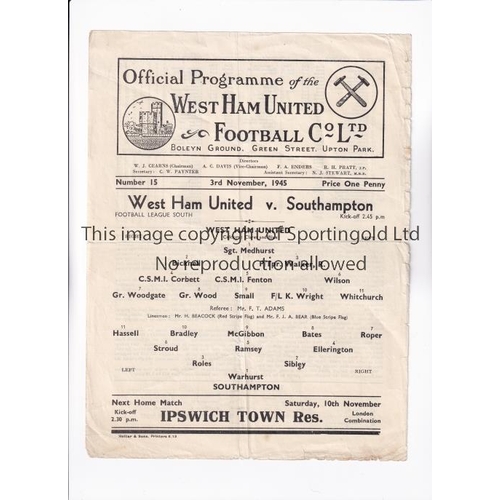 Official Programme of the
WEST HAM UNITED
FOOTBALL CO. LTD
BOLEYN GROUND, GREEN STREET, UPTON PARK.
Directors
W. J. CEARNS (Chairman) A. C. DAVIS (Vice-Chairman) F. A. ENDERS R. H. PRATT, J.P.
Secretary: C. W. PAYNTER Assistant Secretary: N. J. STEWART,
Number 15 3rd November, 1945 Price One Penny
West Ham United v. Southampton
FOOTBALL LEAGUE SOUTH Kick-off 2.45 p.m
WEST HAM UNITED
This image copyright of Sportingold Ltd
Sgt. Medhurst
Bicknell Walker, R.
No reproduction allowed
C.S.M.I. Corbett C.S.M.I. Fenton Wilson
Gr. Woodgate Gr. Wood Small F/L K. Wright Whitchurch
Referee: Mr. F. T. ADAMS
Linesmen: Mr. H. BEACOCK (Red Stripe Flag) and Mr. F. J. A. BEAR (Blue Stripe Flag)
11 10 9 8 7
Hassell Bradley McGibbon Bates Roper
6 5 4
Stroud Ramsey Ellerington
3 2
Roles Sibley
LEFT RIGHT
1
Warhurst
SOUTHAMPTON
Next Home Match Saturday, 10th November
Kick-off
2.30 p.m. IPSWICH TOWN Res. London
Combination
Helliar & Sons, Printers E.13